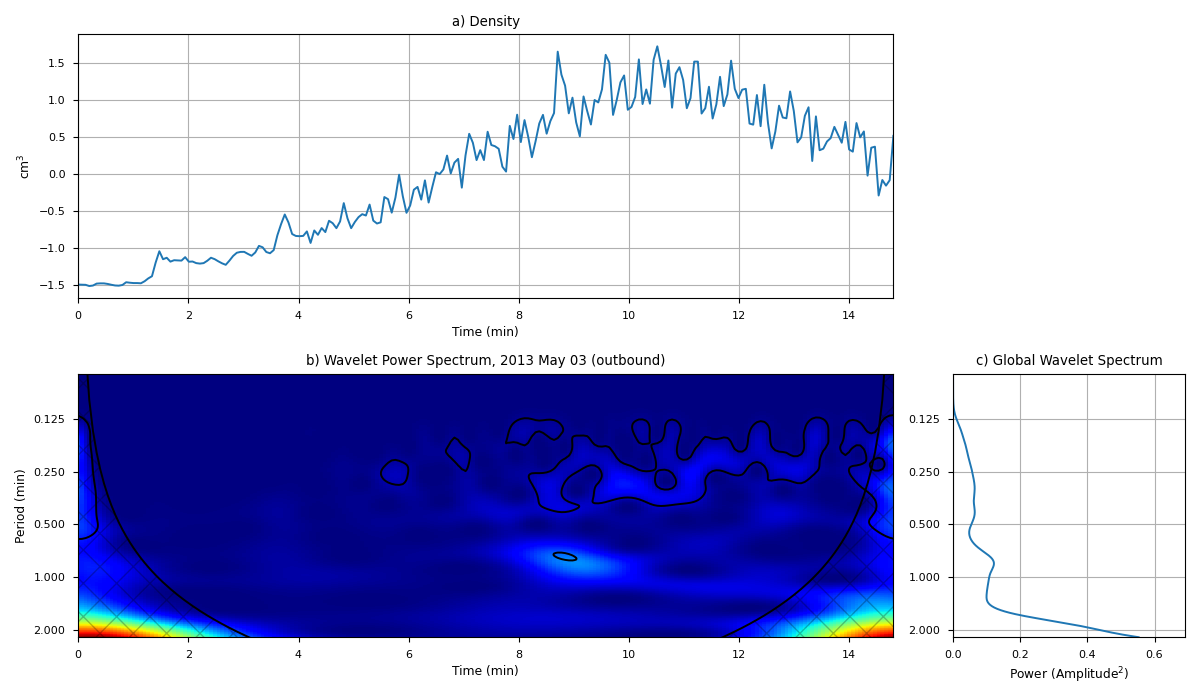 a) Density
cm³
1.5
1.0
0.5
0.0
−0.5
−1.0
−1.5
0 2 4 6 8 10 12 14
Time (min)
b) Wavelet Power Spectrum, 2013 May 03 (outbound)
Period (min)
0.125
0.250
0.500
1.000
2.000
0 2 4 6 8 10 12 14
Time (min)
c) Global Wavelet Spectrum
0.125
0.250
0.500
1.000
2.000
0.0 0.2 0.4 0.6
Power (Amplitude²)